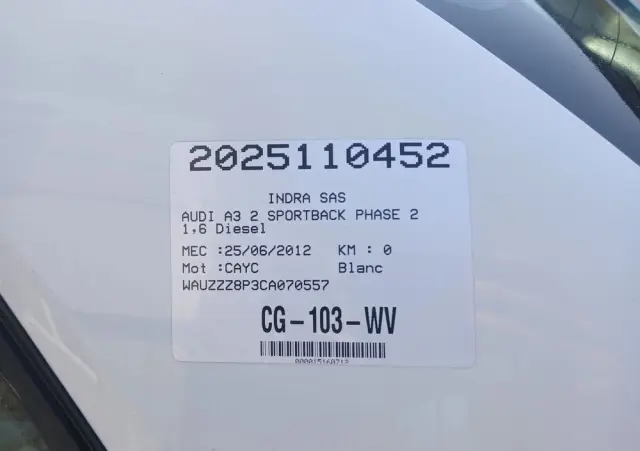 2025110452
INDRA SAS
AUDI A3 2 SPORTBACK PHASE 2
1,6 Diesel
MEC :25/06/2012 KM : 0
Mot :CAYC Blanc
WAUZZZ8P3CA070557
CG-103-WV